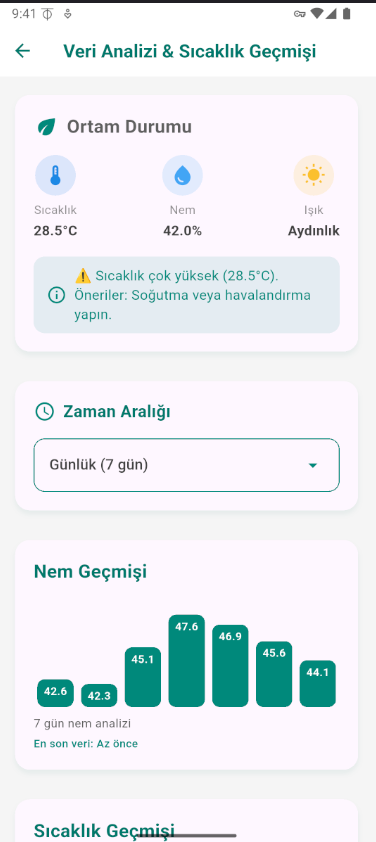 9:41
Veri Analizi & Sıcaklık Geçmişi
Ortam Durumu
Sıcaklık
Nem
Işık
28.5°C
42.0%
Aydınlık
⚠️ Sıcaklık çok yüksek (28.5°C).
Öneriler: Soğutma veya havalandırma
yapın.
Zaman Aralığı
Günlük (7 gün)
Nem Geçmişi
42.6
42.3
45.1
47.6
46.9
45.6
44.1
7 gün nem analizi
En son veri: Az önce
Sıcaklık Geçmişi